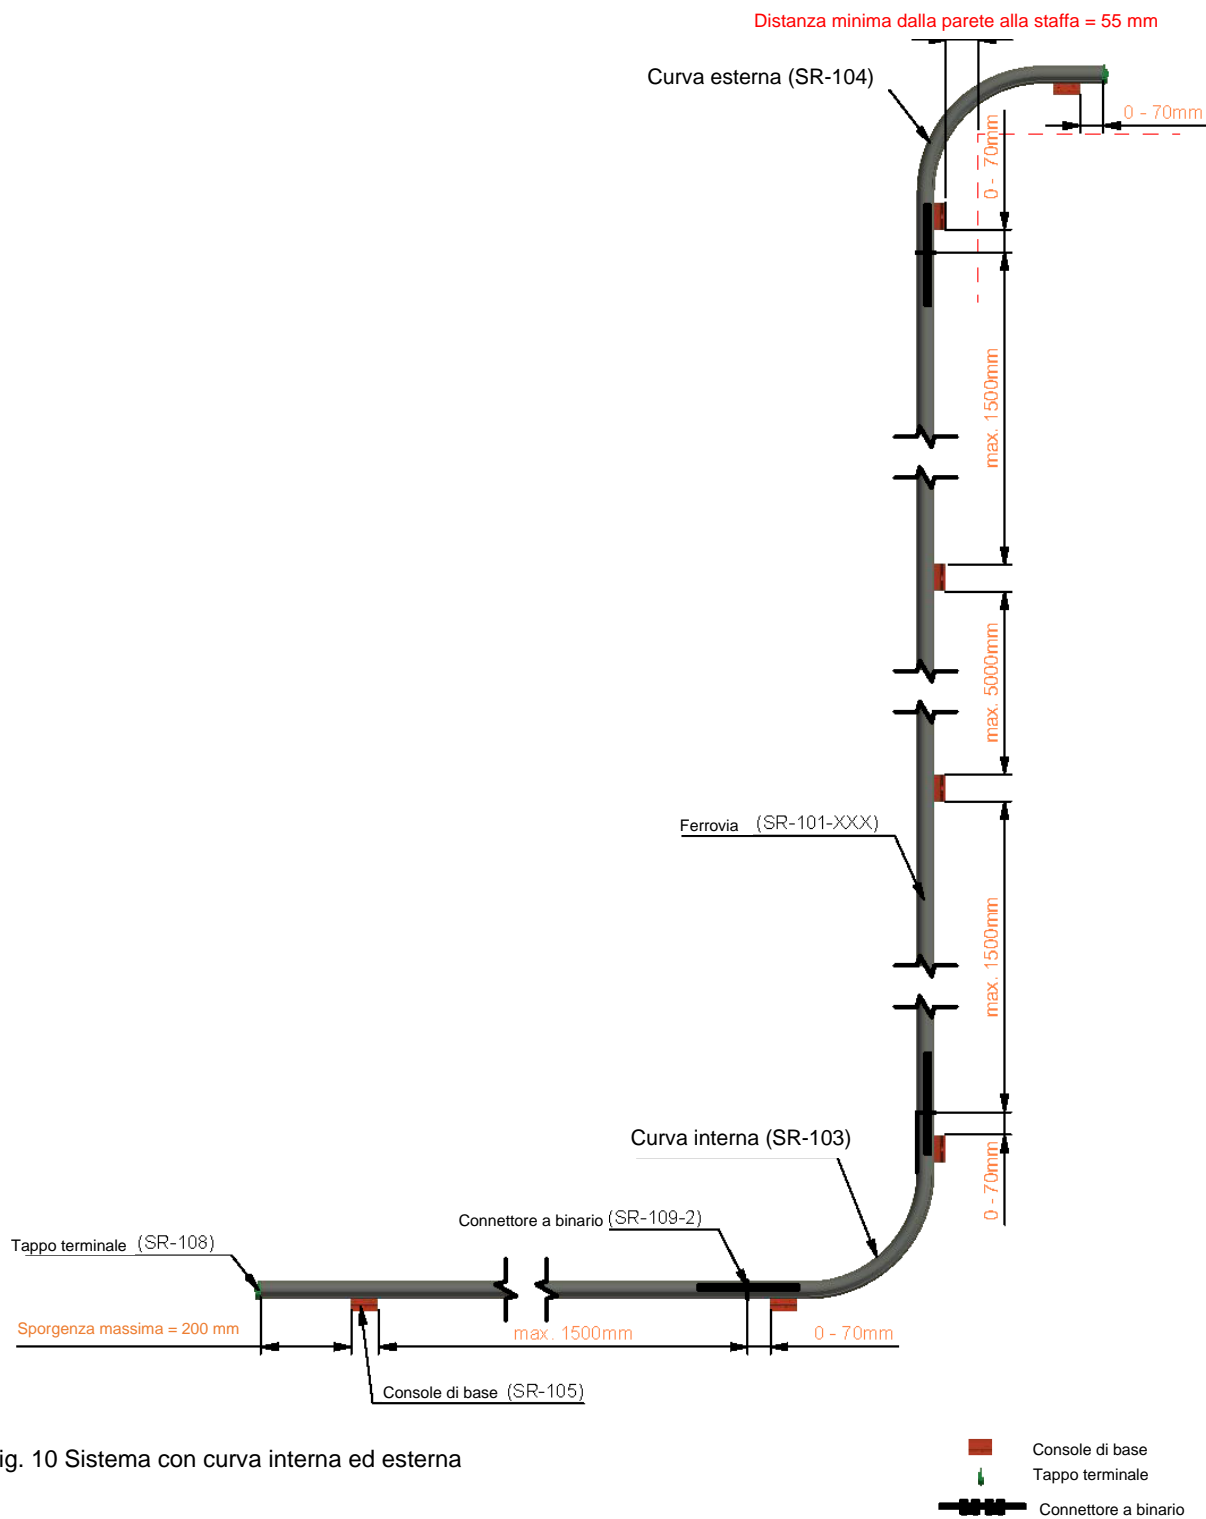 Distanza minima dalla parete alla staffa = 55 mm
Curva esterna (SR-104)
0 - 70mm
0 - 70mm
max. 1500mm
max. 5000mm
Ferrovia (SR-101-XXX)
max. 1500mm
Curva interna (SR-103)
0 - 70mm
Connettore a binario (SR-109-2)
Tappo terminale (SR-108)
Sporgenza massima = 200 mm
max. 1500mm
0 - 70mm
Console di base (SR-105)
ig. 10 Sistema con curva interna ed esterna
Console di base
Tappo terminale
Connettore a binario